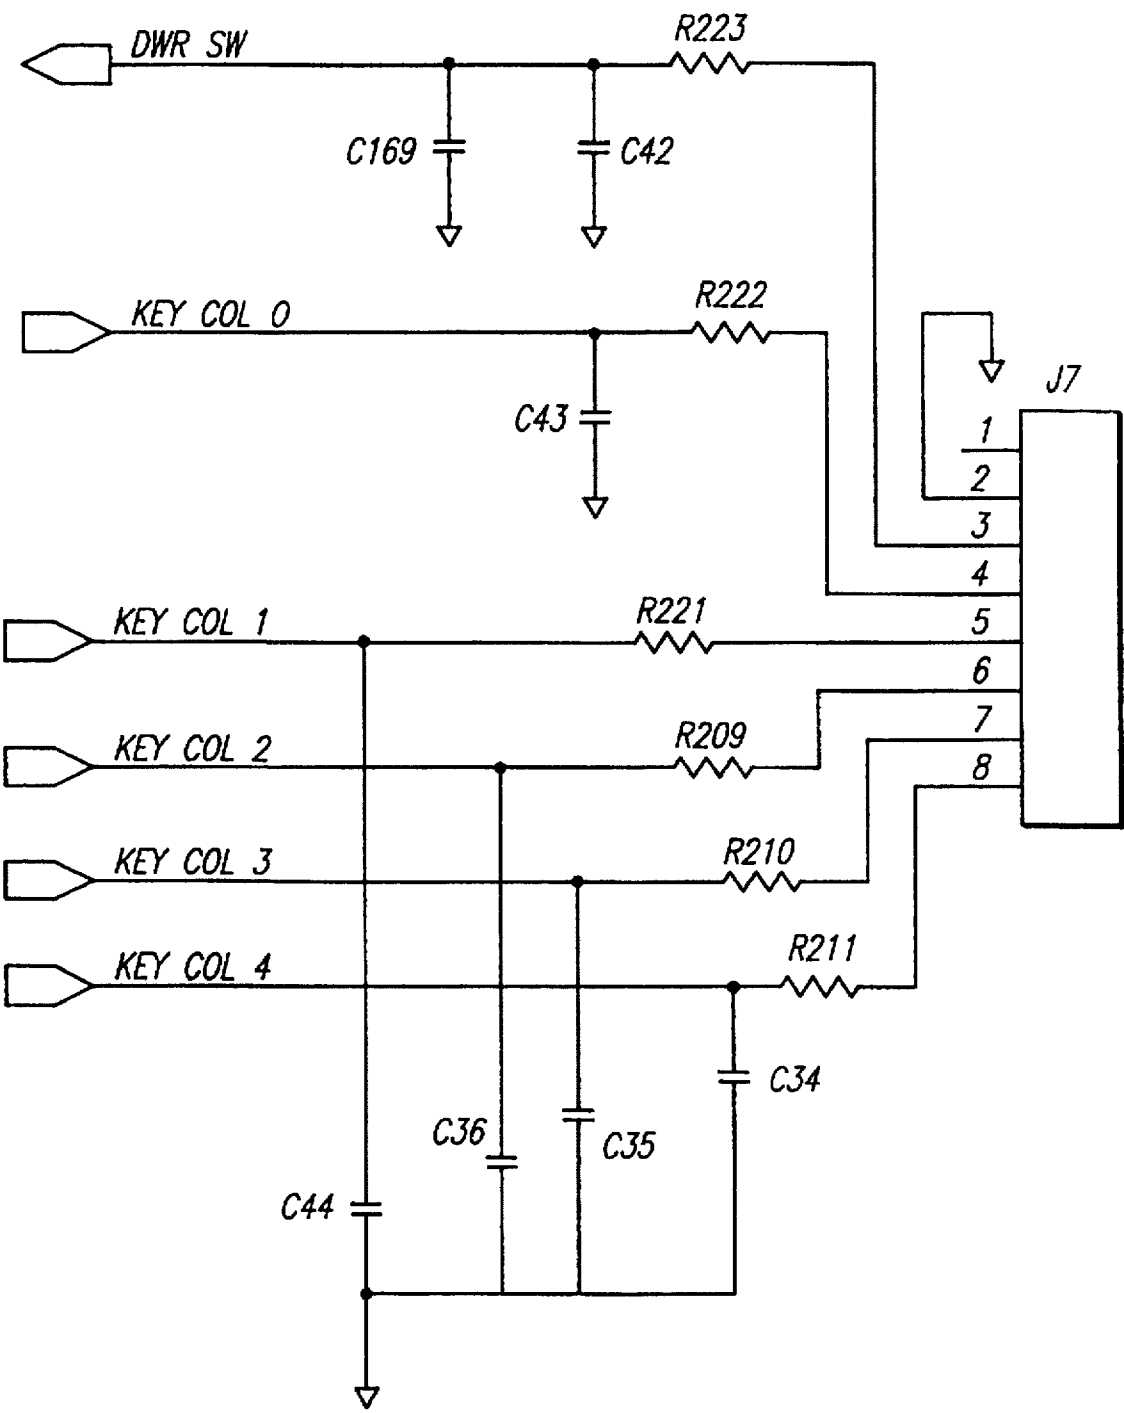 R223
DWR SW
C169
C42
R222
KEY COL 0
C43
J7
1
2
3
4
5
6
7
8
R221
KEY COL 1
R209
KEY COL 2
R210
KEY COL 3
R211
KEY COL 4
C34
C36
C35
C44